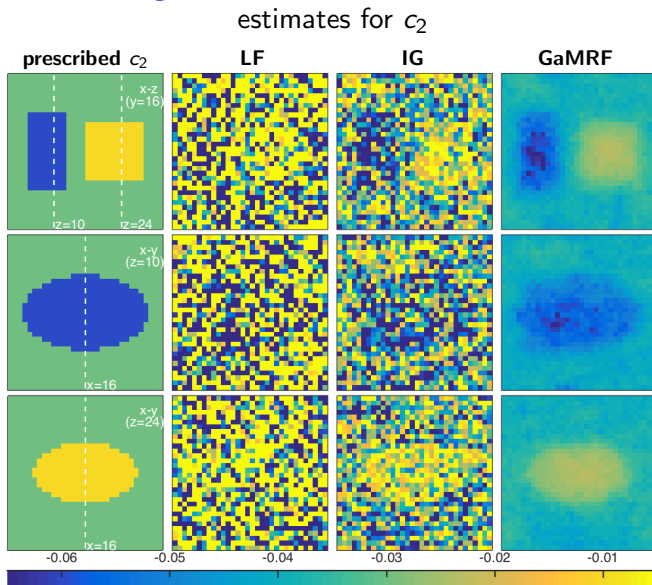 estimates for c₂
prescribed c₂ LF IG GaMRF
x-z
(y=16)
z=10 z=24
x-y
(z=10)
x=16
x-y
(z=24)
x=16
-0.06 -0.05 -0.04 -0.03 -0.02 -0.01